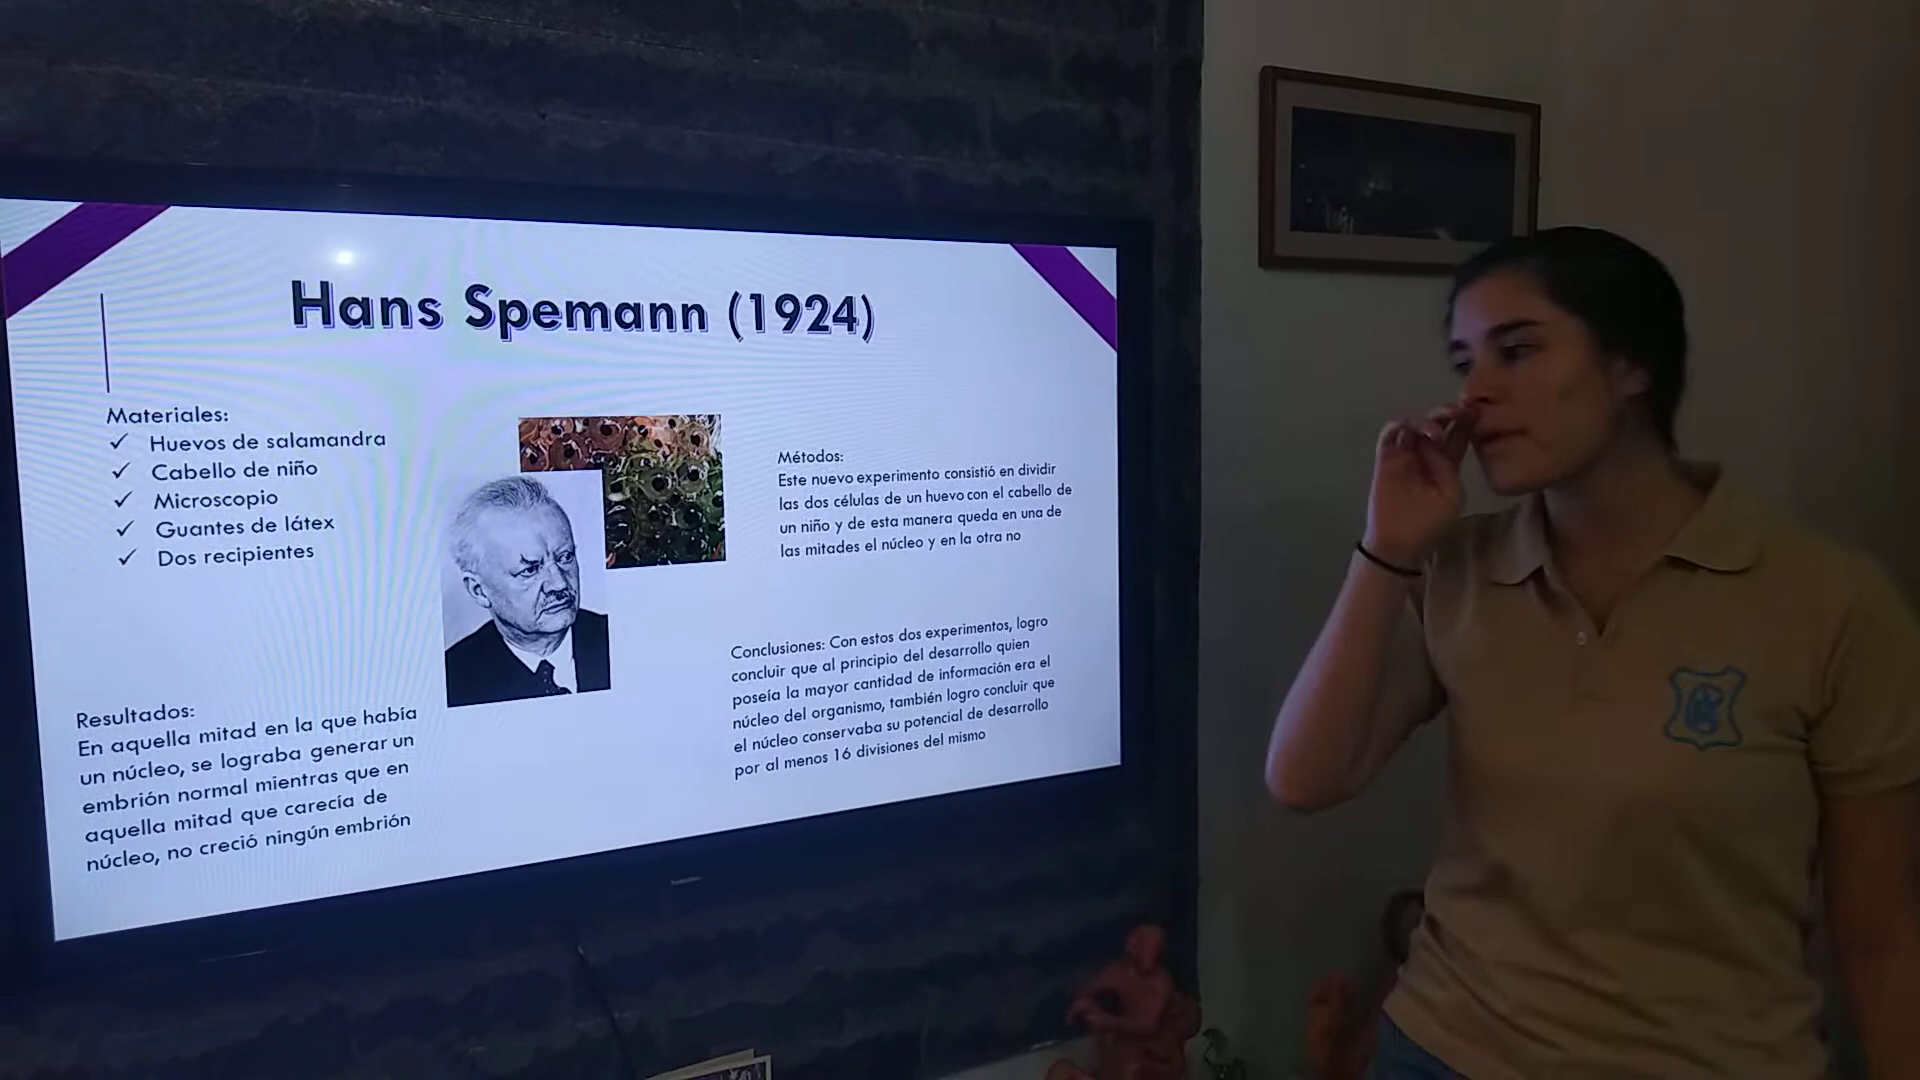 Hans Spemann (1924)
Materiales:
✓ Huevos de salamandra
✓ Cabello de niño
✓ Microscopio
✓ Guantes de látex
✓ Dos recipientes
Resultados:
En aquella mitad en la que había
un núcleo, se lograba generar un
embrión normal mientras que en
aquella mitad que carecía de
núcleo, no creció ningún embrión
Métodos:
Este nuevo experimento consistió en dividir
las dos células de un huevo con el cabello de
un niño y de esta manera queda en una de
las mitades el núcleo y en la otra no
Conclusiones: Con estos dos experimentos, logro
concluir que al principio del desarrollo quien
poseía la mayor cantidad de información era el
núcleo del organismo, también logro concluir que
el núcleo conservaba su potencial de desarrollo
por al menos 16 divisiones del mismo